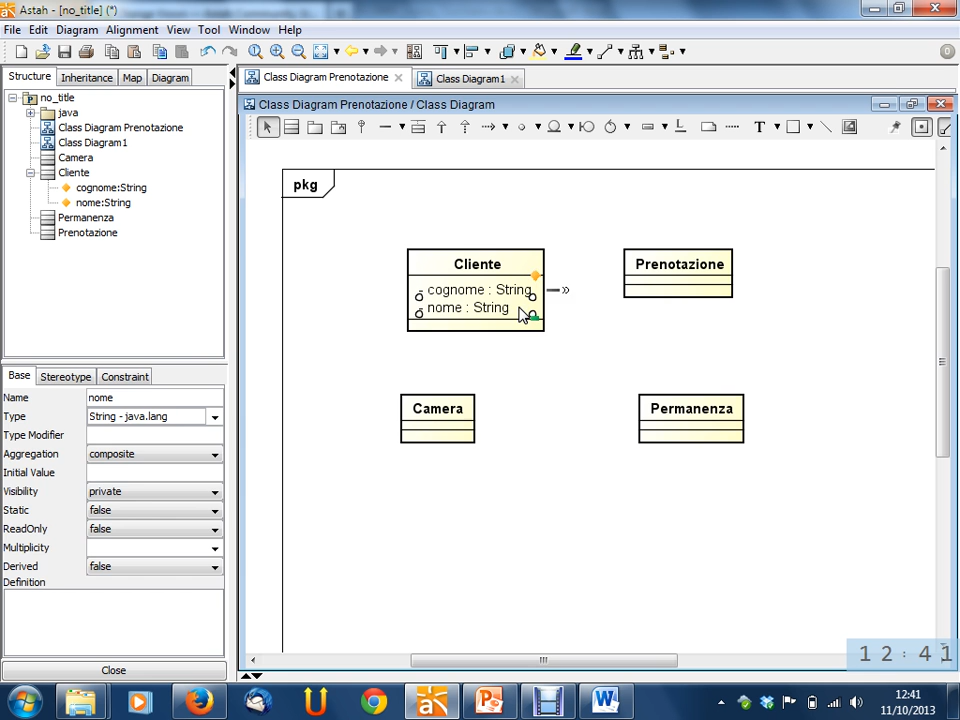 Astah - [no_title] (*)
File Edit Diagram Alignment View Tool Window Help
Structure Inheritance Map Diagram
no_title
java
Class Diagram Prenotazione
Class Diagram1
Camera
Cliente
cognome:String
nome:String
Permanenza
Prenotazione
Base Stereotype Constraint
Name nome
Type String - java.lang
Type Modifier
Aggregation composite
Initial Value
Visibility private
Static false
ReadOnly false
Multiplicity
Derived false
Definition
Close
Class Diagram Prenotazione Class Diagram1
Class Diagram Prenotazione / Class Diagram
T
pkg
Cliente
- cognome : String
- nome : String
Prenotazione
Camera
Permanenza
12:41
12:41
11/10/2013